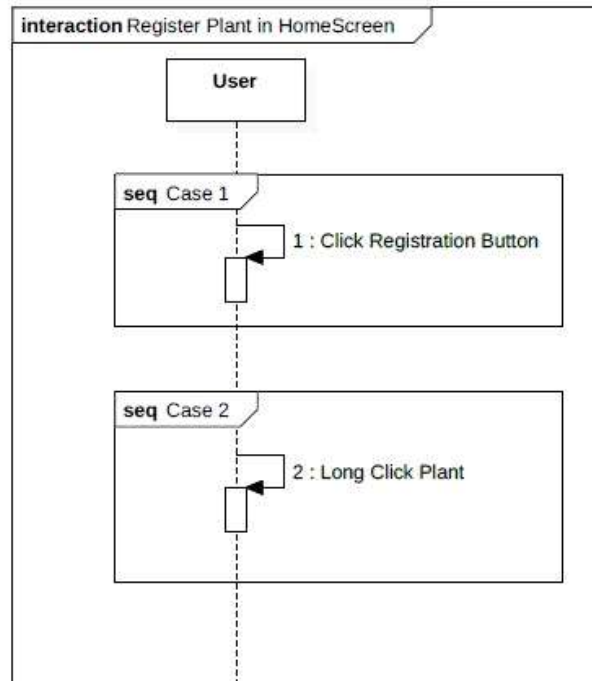 interaction Register Plant in HomeScreen
User
seq Case 1
1 : Click Registration Button
seq Case 2
2 : Long Click Plant